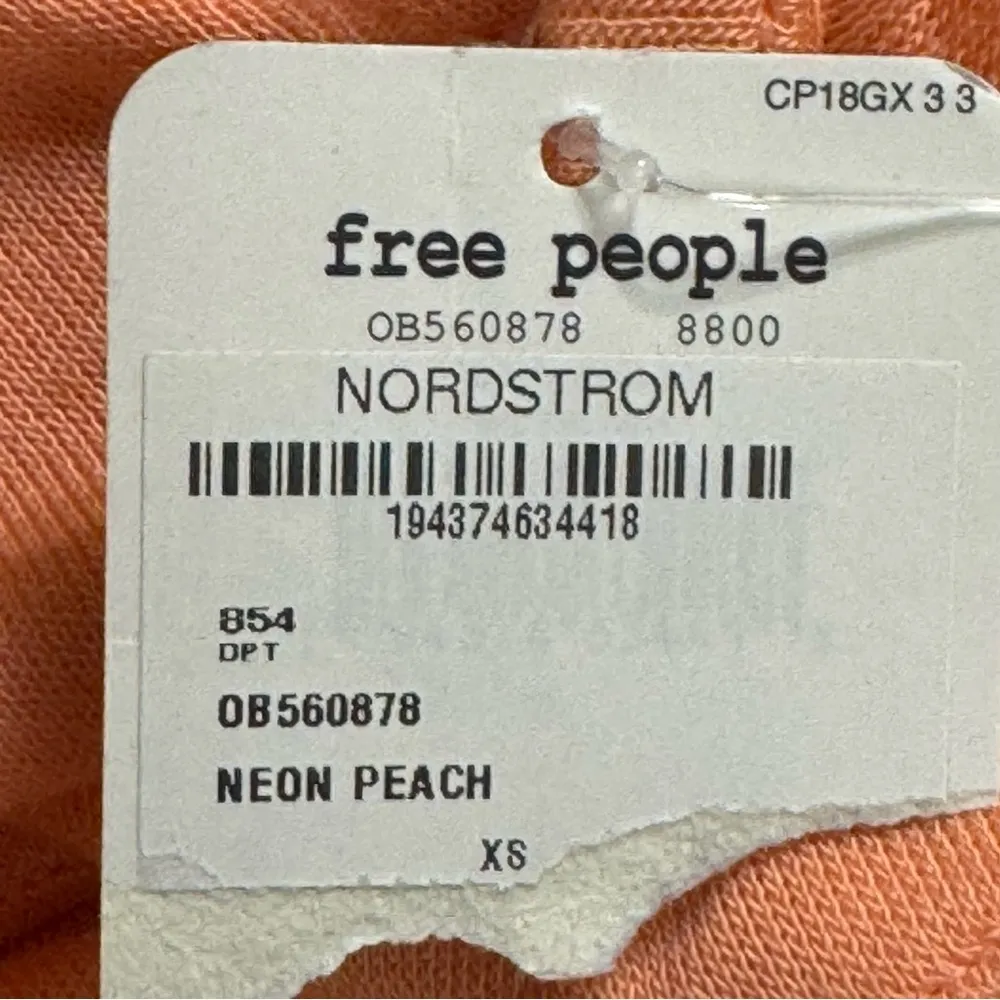 CP18GX 3 3
free people
OB560878 8800
NORDSTROM
194374634418
854
DPT
OB560878
NEON PEACH
XS